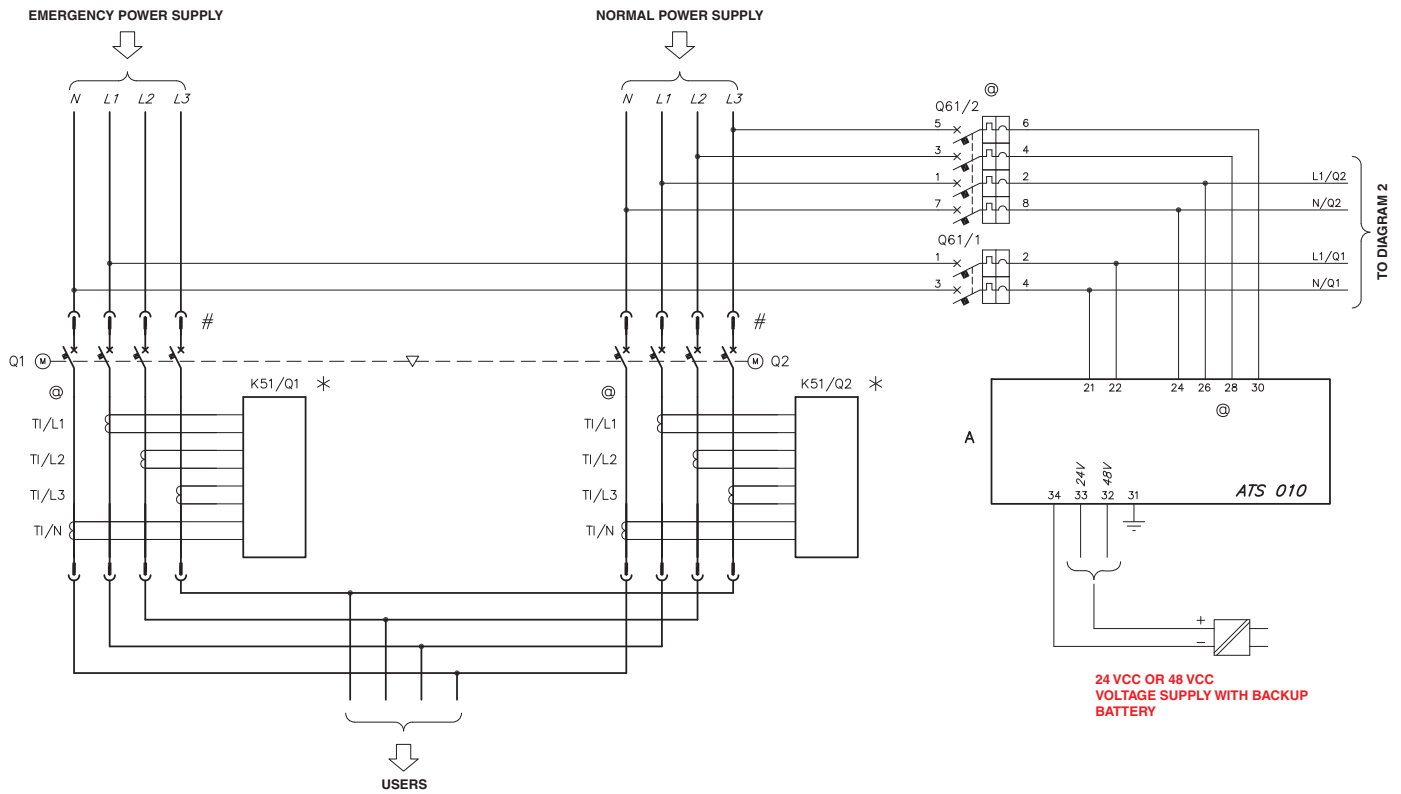 EMERGENCY POWER SUPPLY
NORMAL POWER SUPPLY
N L1 L2 L3
N L1 L2 L3
@
Q61/2
5 6
3 4
1 2
7 8
L1/Q2
N/Q2
Q61/1
1 2
3 4
L1/Q1
N/Q1
TO DIAGRAM 2
#
#
Q1 M
M Q2
@
@
K51/Q1 *
K51/Q2 *
TI/L1
TI/L2
TI/L3
TI/N
TI/L1
TI/L2
TI/L3
TI/N
21 22 24 26 28 30
@
A
24V
48V
34 33 32 31
ATS 010
+
−
24 VCC OR 48 VCC
VOLTAGE SUPPLY WITH BACKUP
BATTERY
USERS